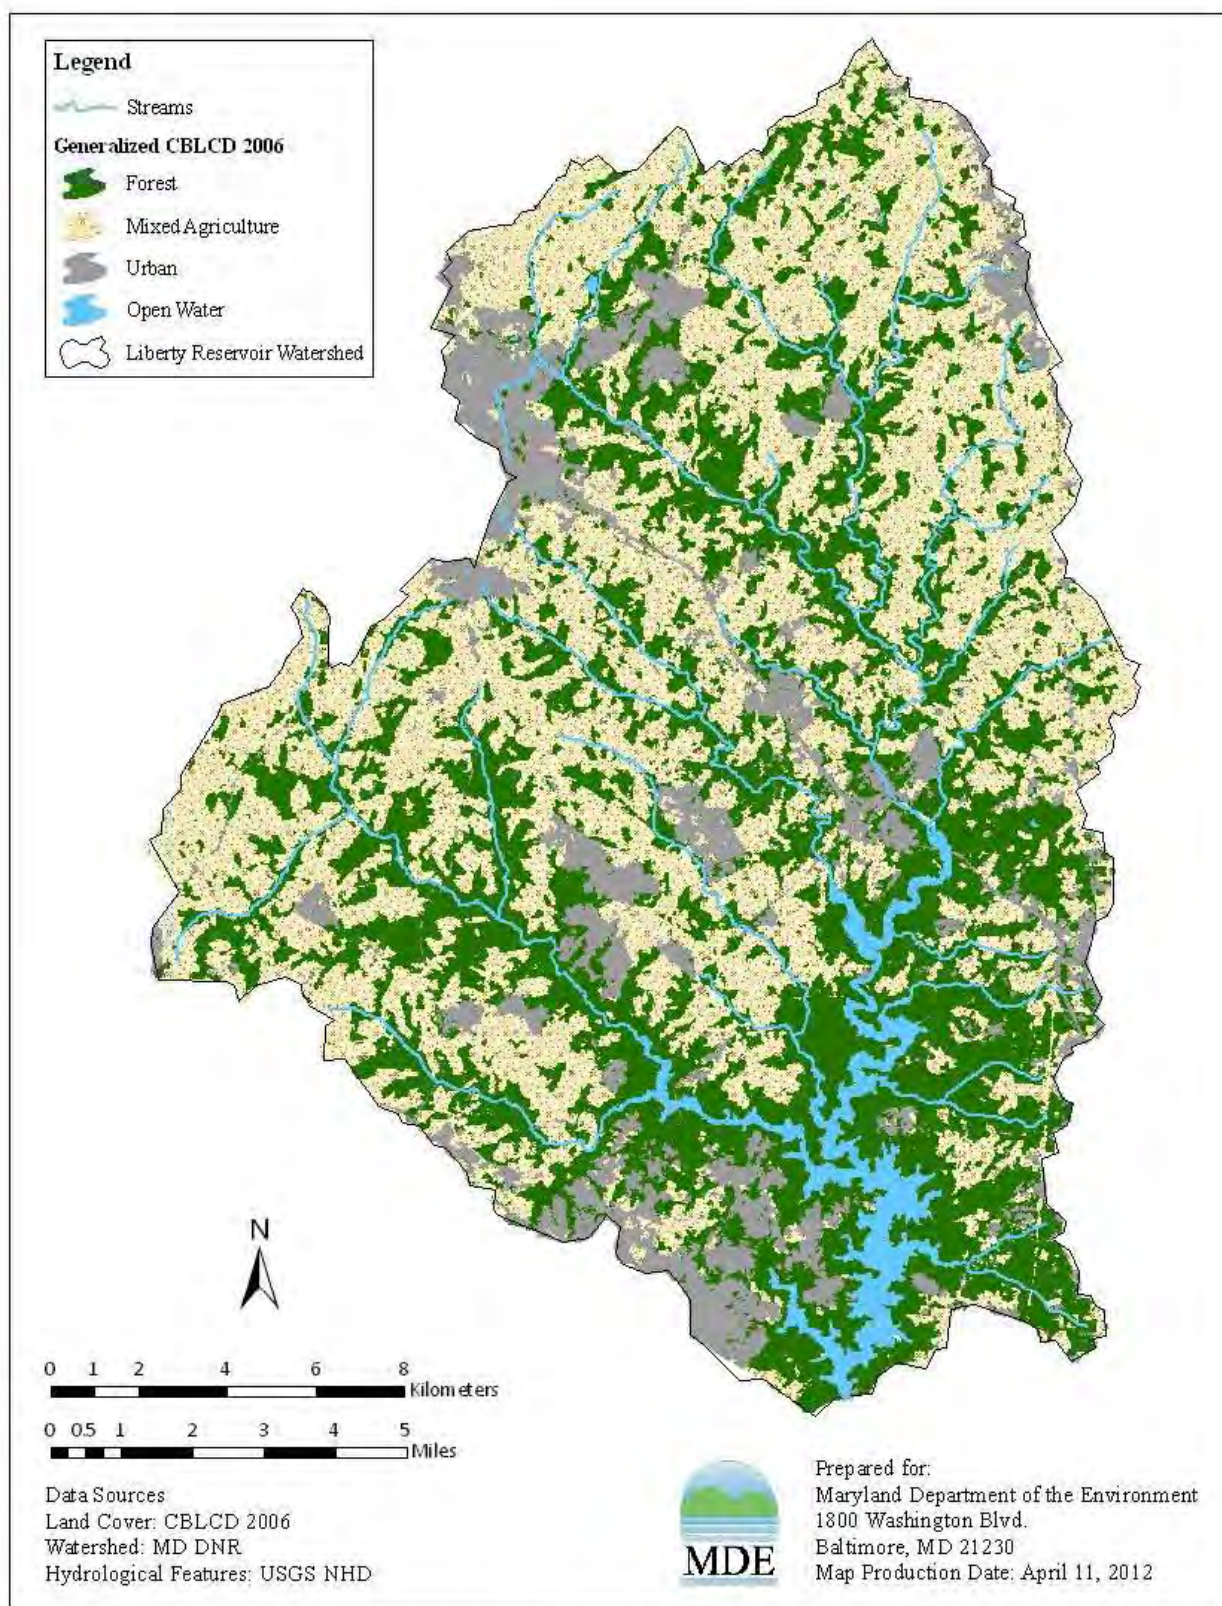 Legend
Streams
Generalized CBLCD 2006
Forest
Mixed Agriculture
Urban
Open Water
Liberty Reservoir Watershed
N
0 1 2 4 6 8
Kilometers
0 0.5 1 2 3 4 5
Miles
Data Sources
Land Cover: CBLCD 2006
Watershed: MD DNR
Hydrological Features: USGS NHD
MDE
Prepared for:
Maryland Department of the Environment
1800 Washington Blvd.
Baltimore, MD 21230
Map Production Date: April 11, 2012